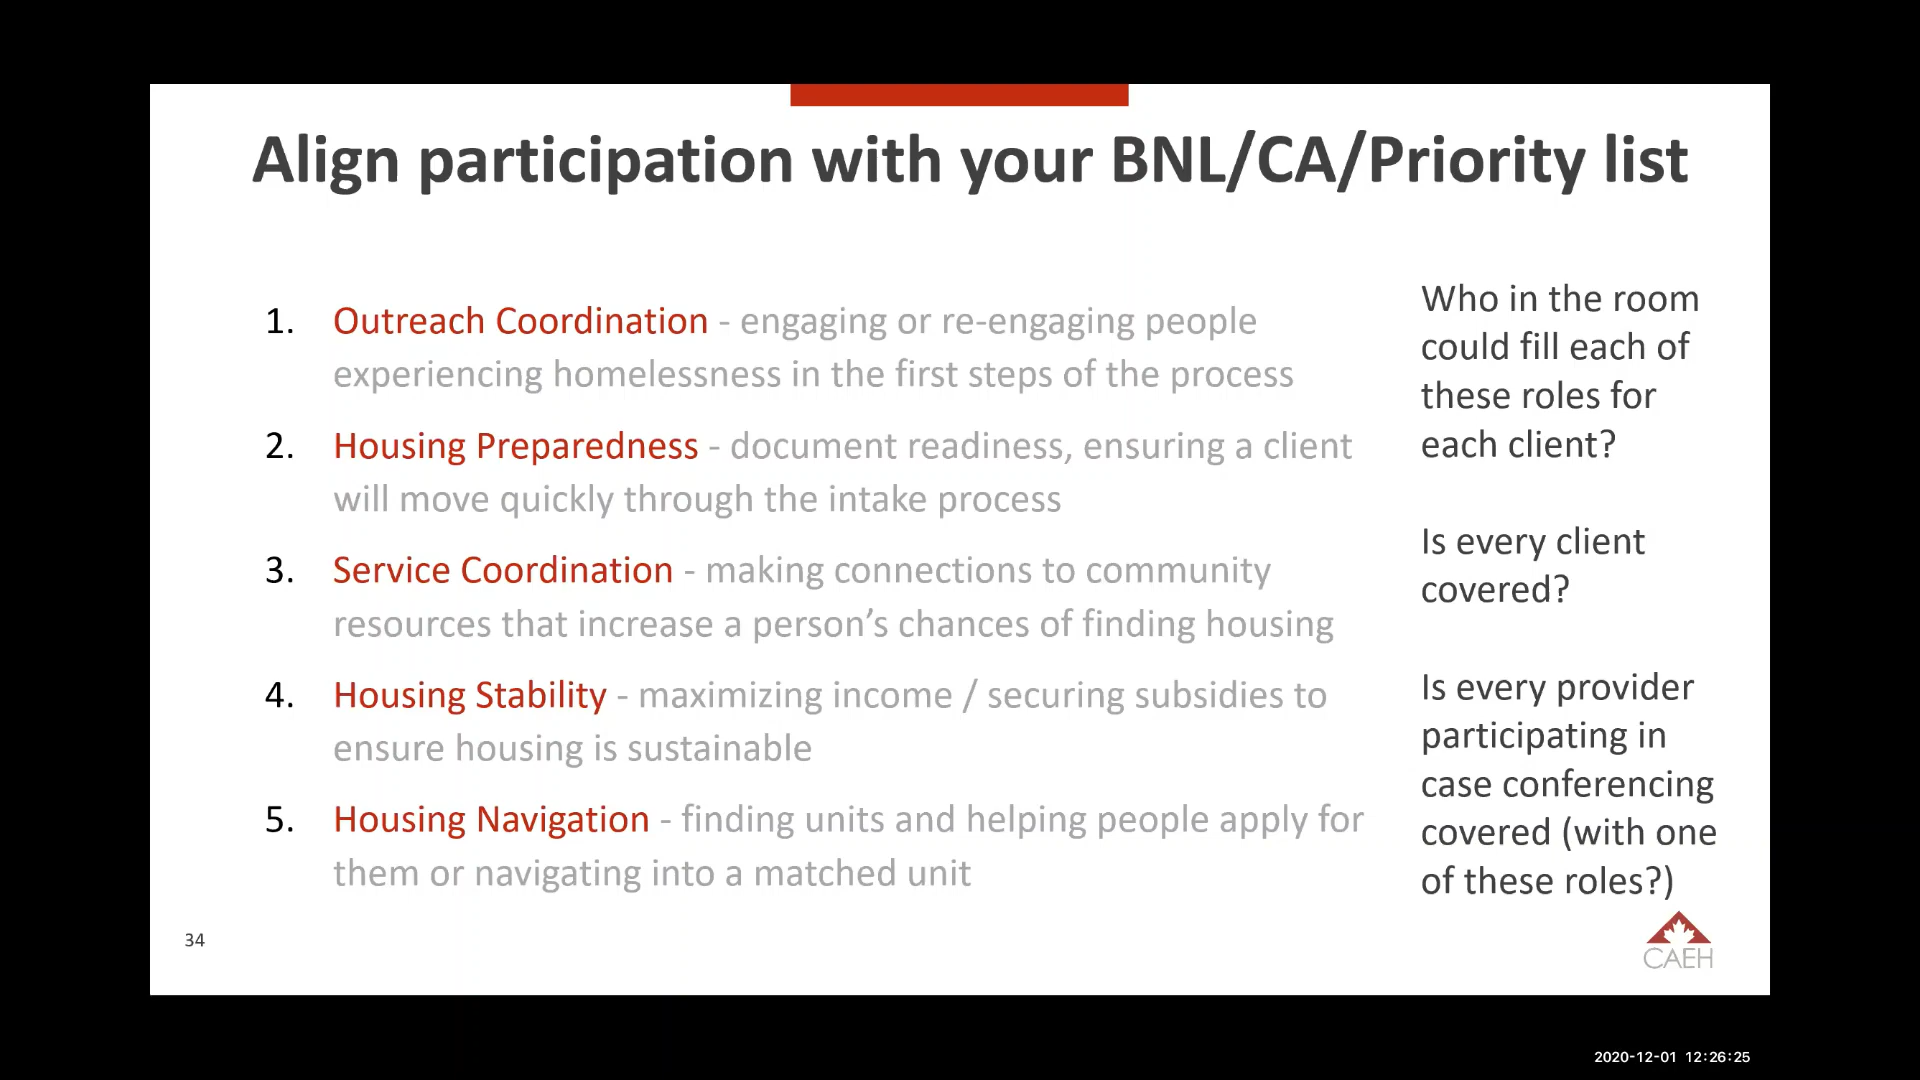 Align participation with your BNL/CA/Priority list
1. Outreach Coordination - engaging or re-engaging people
experiencing homelessness in the first steps of the process
2. Housing Preparedness - document readiness, ensuring a client
will move quickly through the intake process
3. Service Coordination - making connections to community
resources that increase a person’s chances of finding housing
4. Housing Stability - maximizing income / securing subsidies to
ensure housing is sustainable
5. Housing Navigation - finding units and helping people apply for
them or navigating into a matched unit
Who in the room
could fill each of
these roles for
each client?
Is every client
covered?
Is every provider
participating in
case conferencing
covered (with one
of these roles?)
34
CAEH
2020-12-01 12:26:25